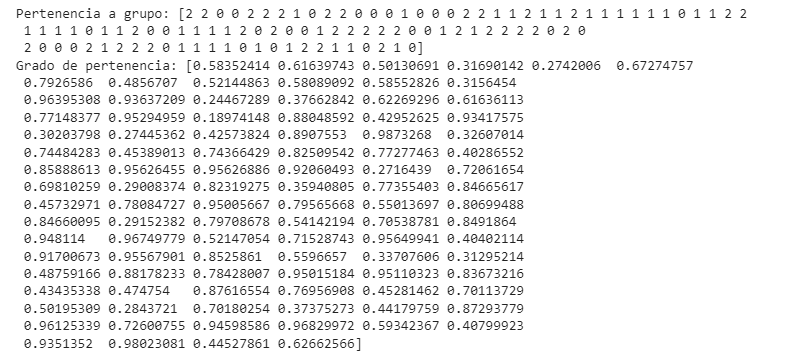 Pertenencia a grupo: [2 2 0 0 2 2 2 1 0 2 2 0 0 0 1 0 0 0 2 2 1 1 2 1 1 2 1 1 1 1 1 1 0 1 1 2 2
1 1 1 1 0 1 1 2 0 0 1 1 1 1 2 0 2 0 0 1 2 2 2 2 2 0 0 1 2 1 2 2 2 2 0 2 0
2 0 0 0 2 1 2 2 2 0 1 1 1 1 0 1 0 1 2 2 1 1 0 2 1 0]
Grado de pertenencia: [0.58352414 0.61639743 0.50130691 0.31690142 0.2742006 0.67274757
0.7926586 0.4856707 0.52144863 0.58089092 0.58552826 0.3156454
0.96395308 0.93637209 0.24467289 0.37662842 0.62269296 0.61636113
0.77148377 0.95294959 0.18974148 0.88048592 0.42952625 0.93417575
0.30203798 0.27445362 0.42573824 0.8907553 0.9873268 0.32607014
0.74484283 0.45389013 0.74366429 0.82509542 0.77277463 0.40286552
0.85888613 0.95626455 0.95626886 0.92060493 0.2716439 0.72061654
0.69810259 0.29008374 0.82319275 0.35940805 0.77355403 0.84665617
0.45732971 0.78084727 0.95005667 0.79565668 0.55013697 0.80699488
0.84660095 0.29152382 0.79708678 0.54142194 0.70538781 0.8491864
0.948114 0.96749779 0.52147054 0.71528743 0.95649941 0.40402114
0.91700673 0.95567901 0.8525861 0.5596657 0.33707606 0.31295214
0.48759166 0.88178233 0.78428007 0.95015184 0.95110323 0.83673216
0.43435338 0.474754 0.87616554 0.76956908 0.45281462 0.70113729
0.50195309 0.2843721 0.70180254 0.37375273 0.44179759 0.87293779
0.96125339 0.72600755 0.94598586 0.96829972 0.59342367 0.40799923
0.9351352 0.98023081 0.44527861 0.62662566]